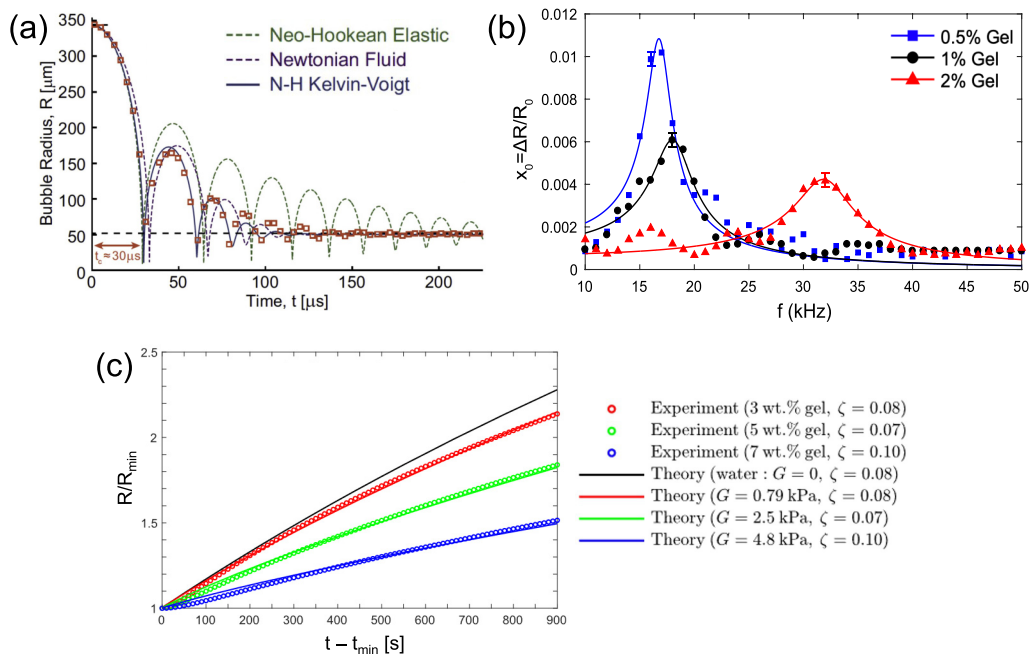 (a)
Bubble Radius, R [μm]
350
300
250
200
150
100
50
0
Neo-Hookean Elastic
Newtonian Fluid
N-H Kelvin-Voigt
t_c≈30μs
0 50 100 150 200
Time, t [μs]
(b)
x₀=ΔR/R₀
0.012
0.01
0.008
0.006
0.004
0.002
0
0.5% Gel
1% Gel
2% Gel
10 15 20 25 30 35 40 45 50
f (kHz)
(c)
R/R_min
2.5
2
1.5
1
0 100 200 300 400 500 600 700 800 900
t − t_min [s]
Experiment (3 wt.% gel, ζ = 0.08)
Experiment (5 wt.% gel, ζ = 0.07)
Experiment (7 wt.% gel, ζ = 0.10)
Theory (water : G = 0, ζ = 0.08)
Theory (G = 0.79 kPa, ζ = 0.08)
Theory (G = 2.5 kPa, ζ = 0.07)
Theory (G = 4.8 kPa, ζ = 0.10)